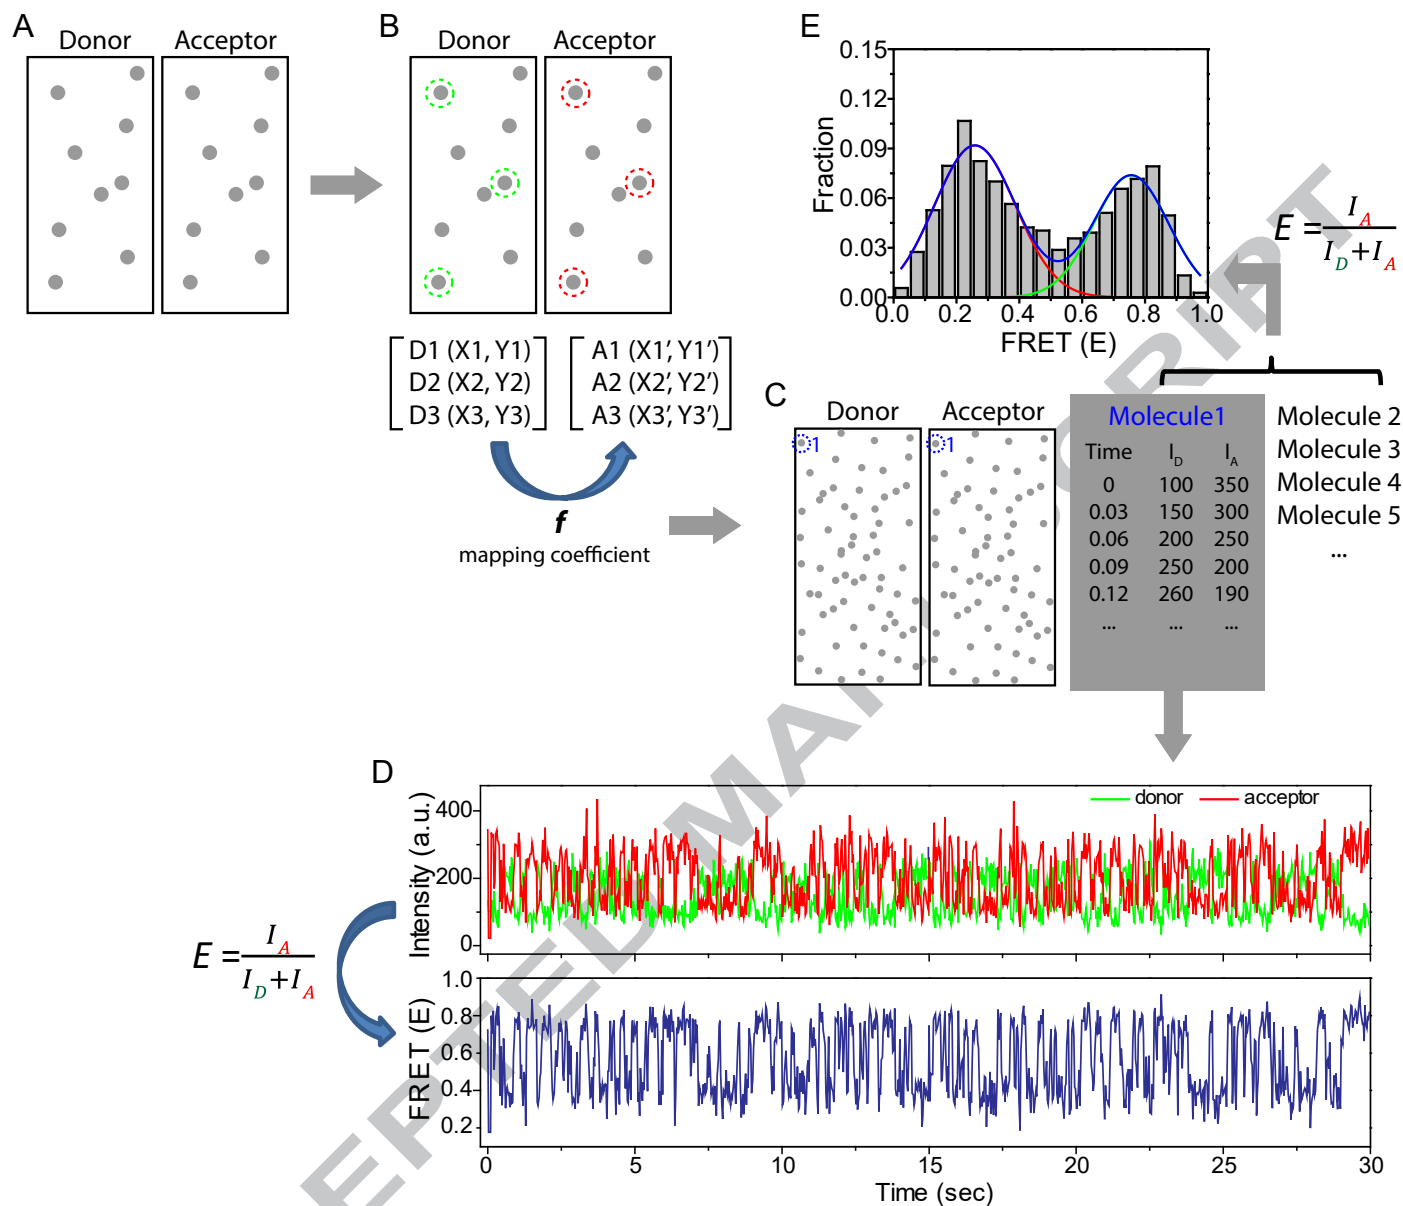 A
Donor
Acceptor
B
Donor
Acceptor
D1 (X1, Y1)
D2 (X2, Y2)
D3 (X3, Y3)
A1 (X1', Y1')
A2 (X2', Y2')
A3 (X3', Y3')
f
mapping coefficient
E
0.15
0.12
0.09
0.06
0.03
0.00
Fraction
0.0 0.2 0.4 0.6 0.8 1.0
FRET (E)
E = I_A / (I_D + I_A)
C
Donor
Acceptor
1
1
Molecule1
Time I_D I_A
0 100 350
0.03 150 300
0.06 200 250
0.09 250 200
0.12 260 190
... ... ...
Molecule 2
Molecule 3
Molecule 4
Molecule 5
...
D
donor
acceptor
400
200
0
Intensity (a.u.)
E = I_A / (I_D + I_A)
1.0
0.8
0.6
0.4
0.2
FRET (E)
0 5 10 15 20 25 30
Time (sec)